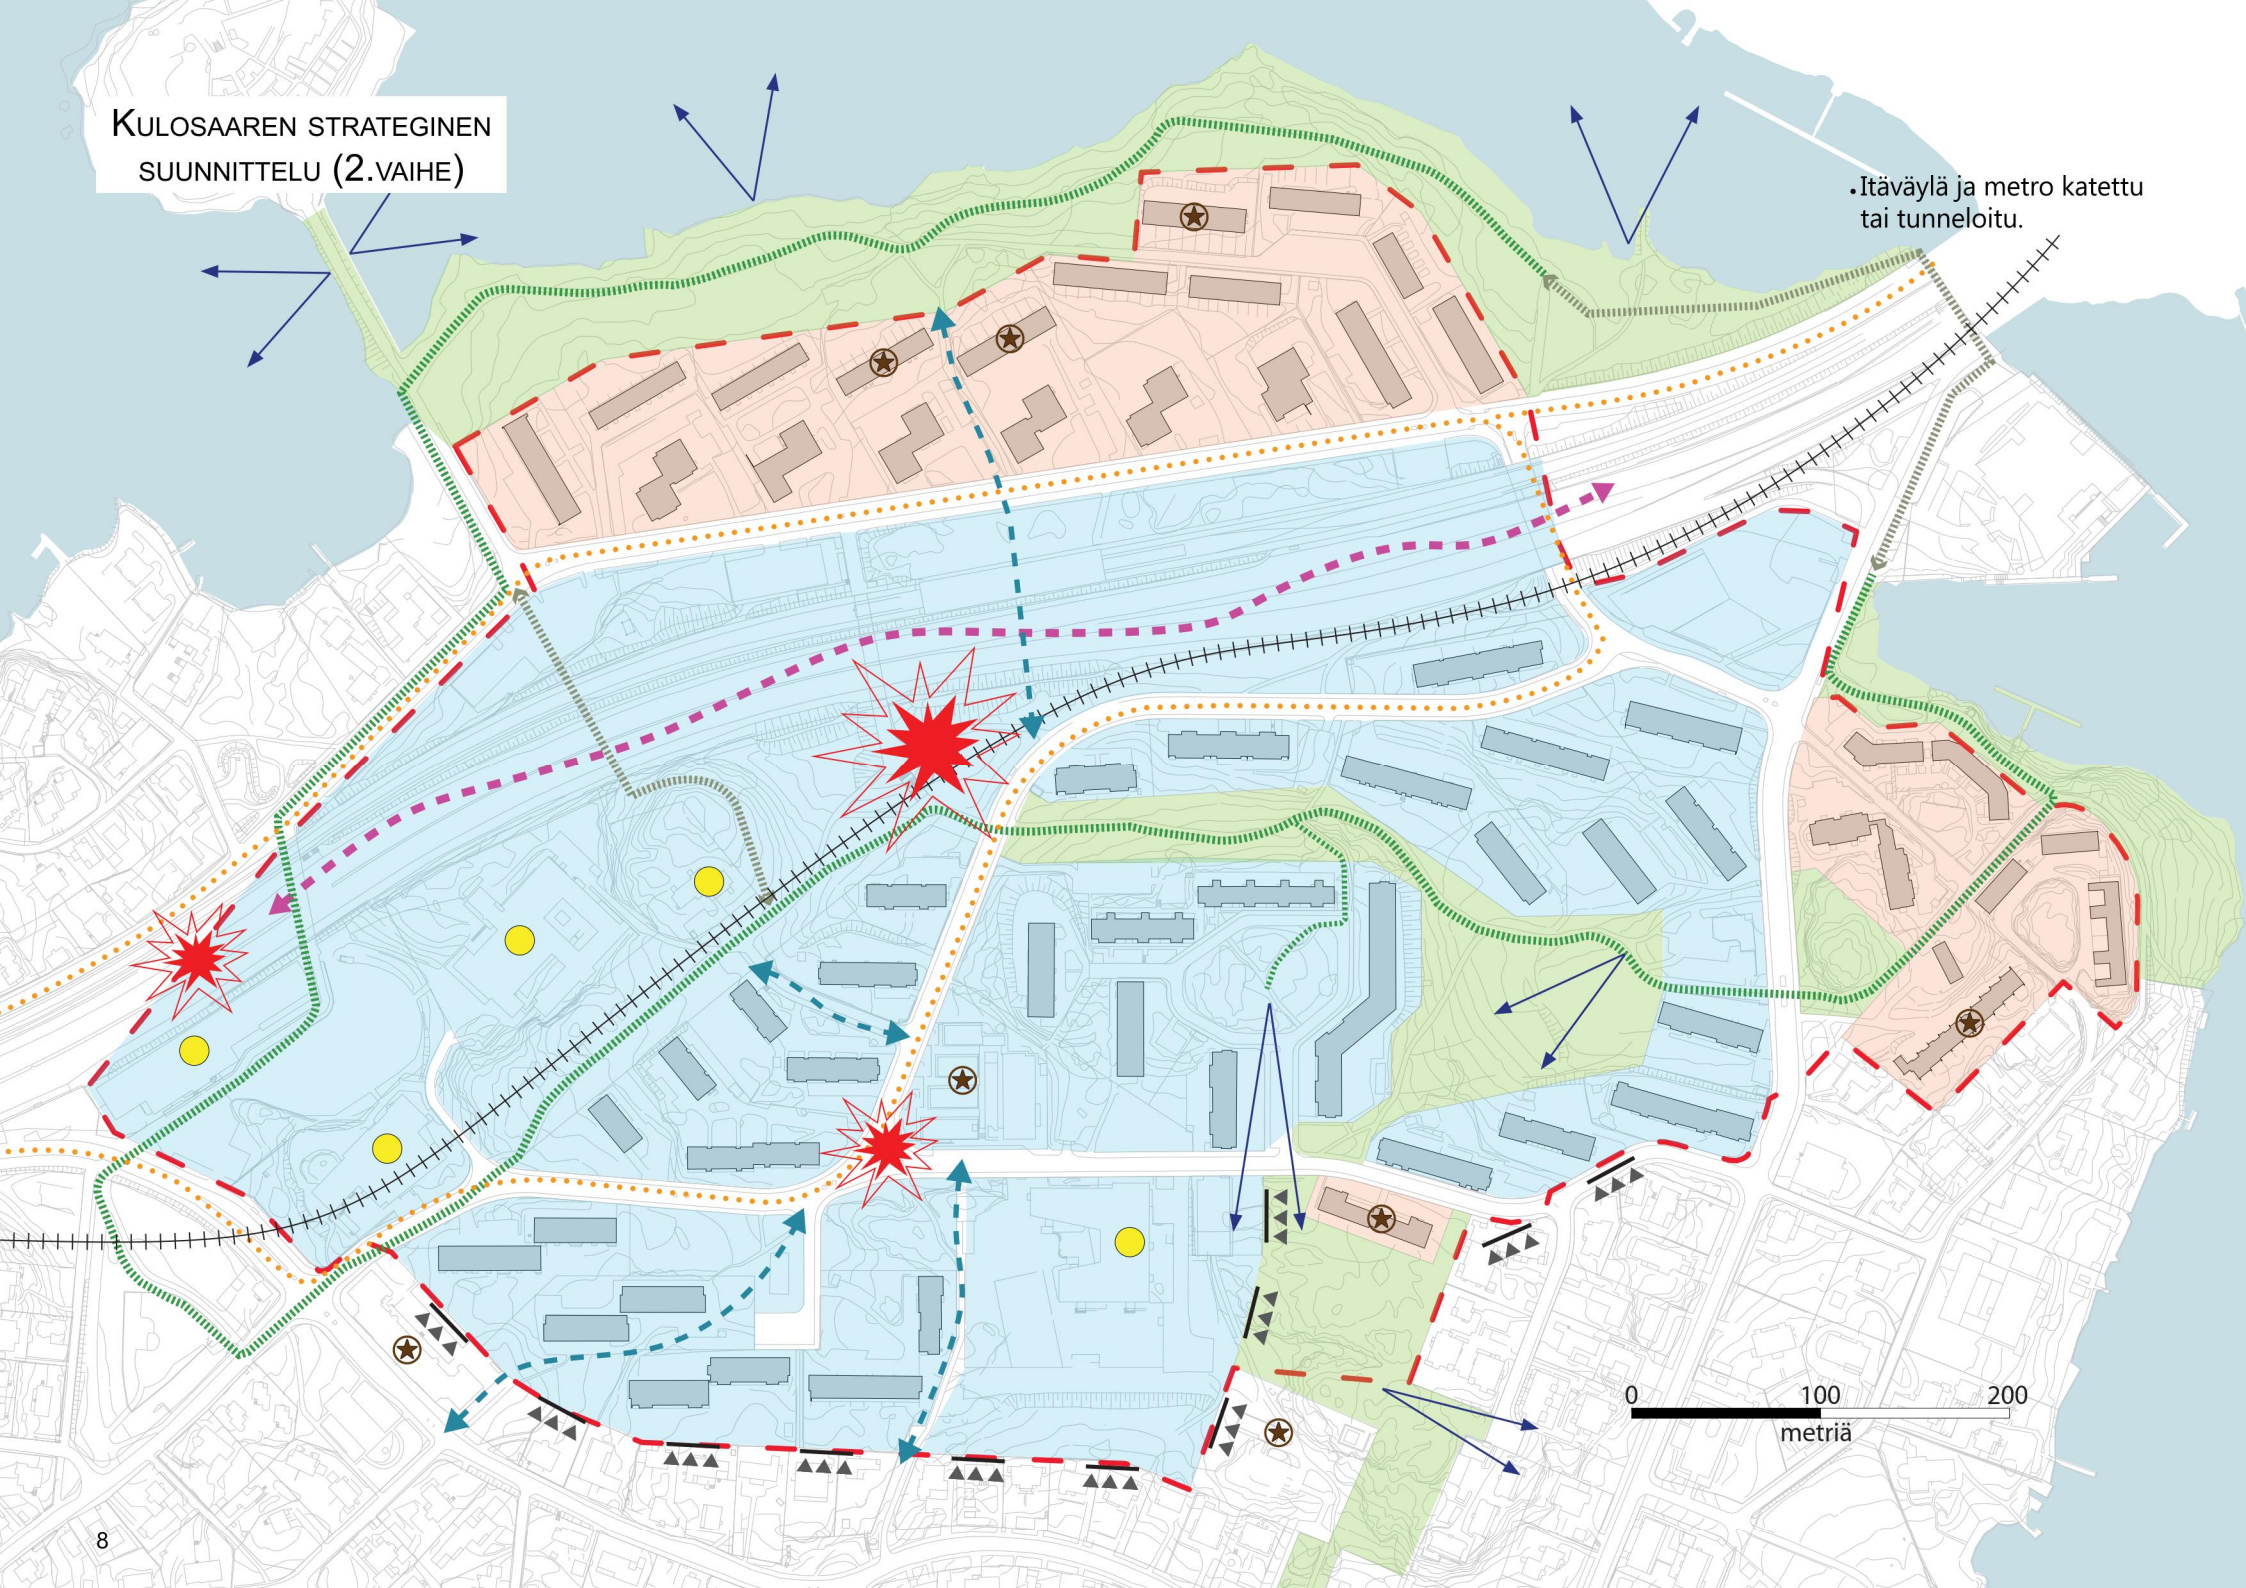 KULOSAAREN STRATEGINEN
SUUNNITTELU (2.VAIHE)
• Itäväylä ja metro katettu
tai tunneloitu.
0 100 200
metriä
8